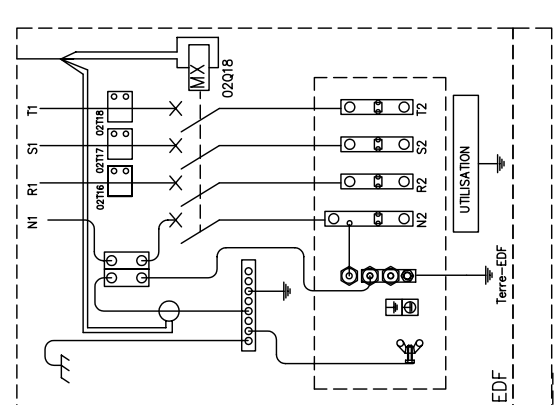 MX
02Q18
T1
02T18
T2
S1
02T17
S2
R1
02T16
R2
N1
N2
UTILISATION
Terre-EDF
EDF